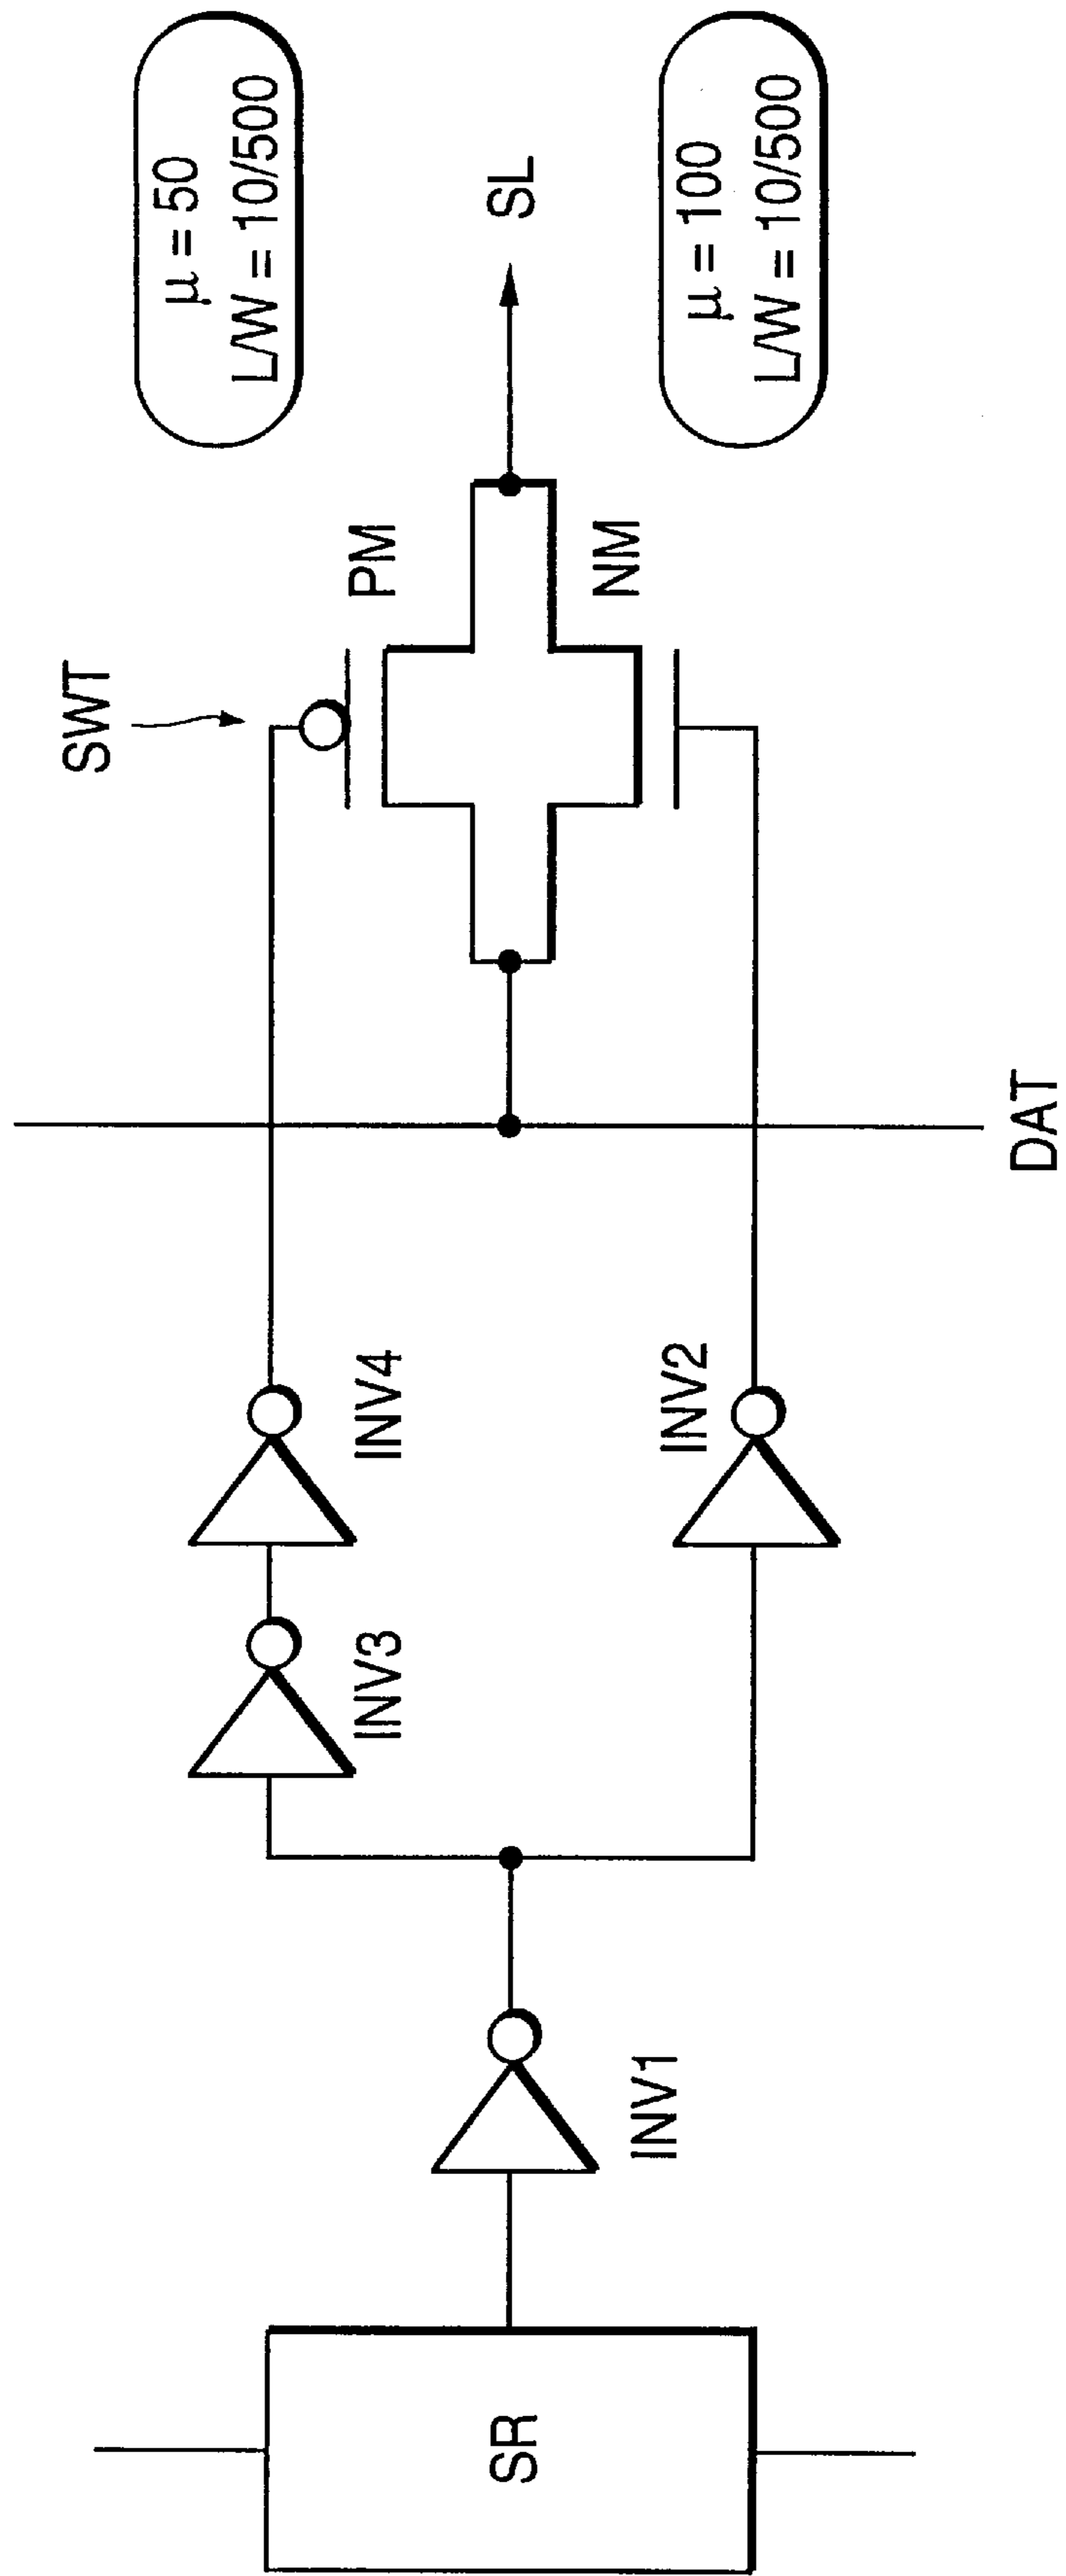 SWT
μ = 50
L/W = 10/500
PM
SL
NM
μ = 100
L/W = 10/500
INV3
INV4
INV1
INV2
SR
DAT